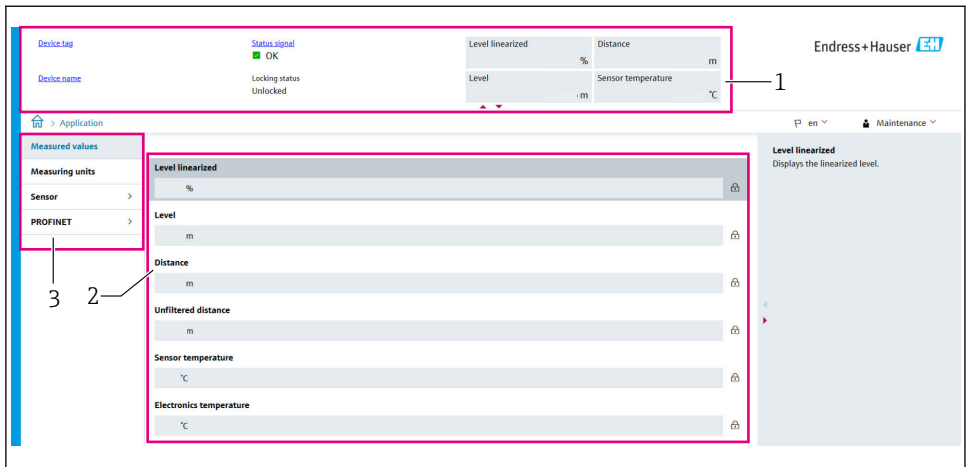 Device tag
Status signal
OK
Level linearized
%
Distance
m
Endress+Hauser EH
Device name
Locking status
Unlocked
Level
m
Sensor temperature
°C
1
> Application
en
Maintenance
Measured values
Measuring units
Sensor >
PROFINET >
3
2
Level linearized
%
Level
m
Distance
m
Unfiltered distance
m
Sensor temperature
°C
Electronics temperature
°C
Level linearized
Displays the linearized level.